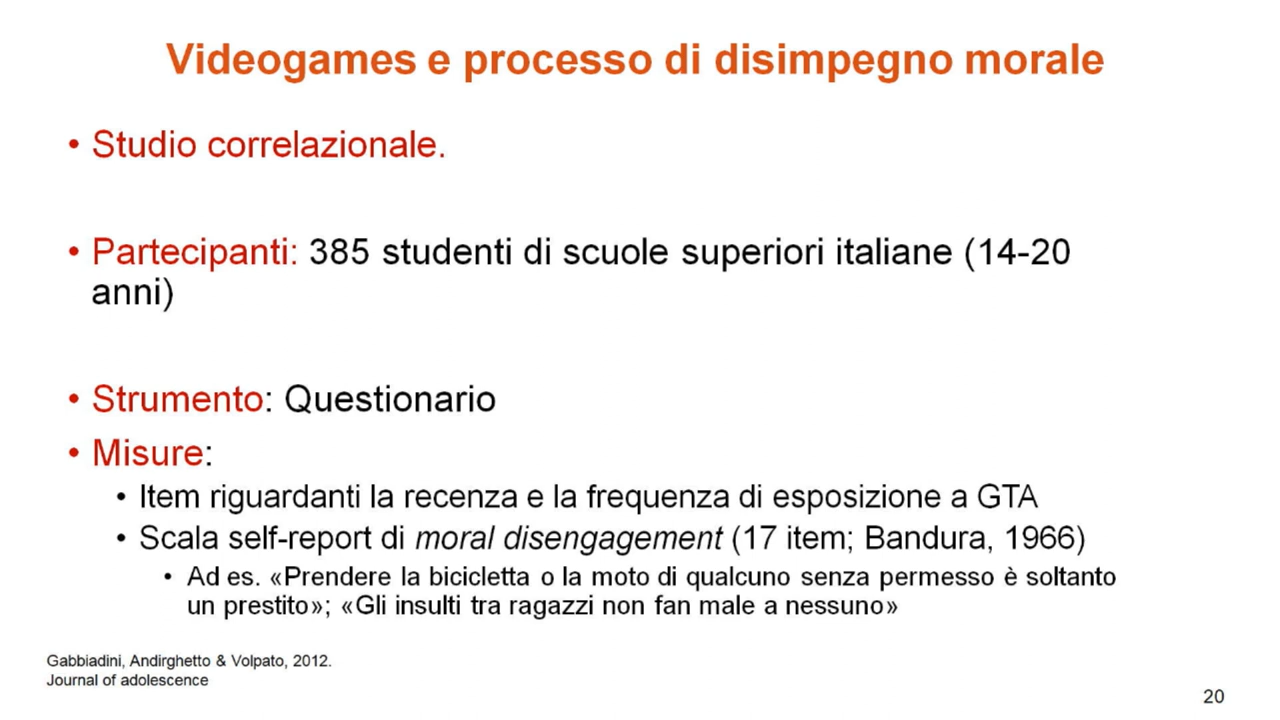 Videogames e processo di disimpegno morale
• Studio correlazionale.
• Partecipanti: 385 studenti di scuole superiori italiane (14-20
anni)
• Strumento: Questionario
• Misure:
• Item riguardanti la recenza e la frequenza di esposizione a GTA
• Scala self-report di moral disengagement (17 item; Bandura, 1966)
• Ad es. «Prendere la bicicletta o la moto di qualcuno senza permesso è soltanto
un prestito»; «Gli insulti tra ragazzi non fan male a nessuno»
Gabbiadini, Andirghetto & Volpato, 2012.
Journal of adolescence
20